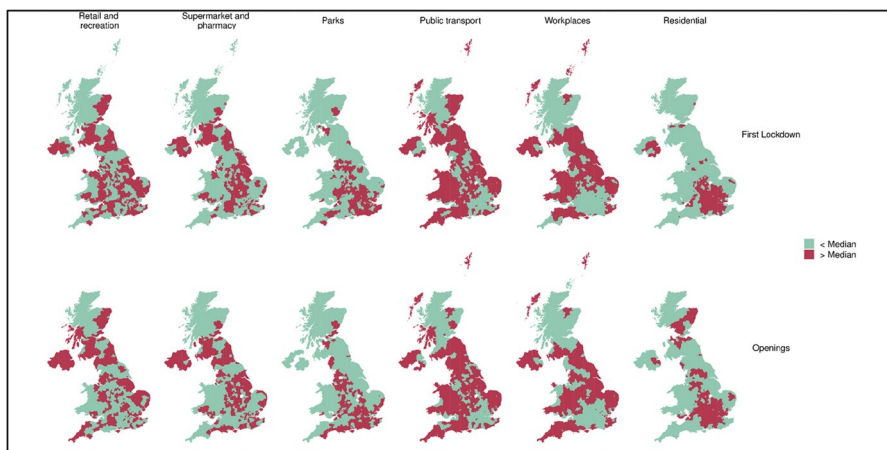 Retail and
recreation
Supermarket and
pharmacy
Parks
Public transport
Workplaces
Residential
First Lockdown
< Median
> Median
Openings